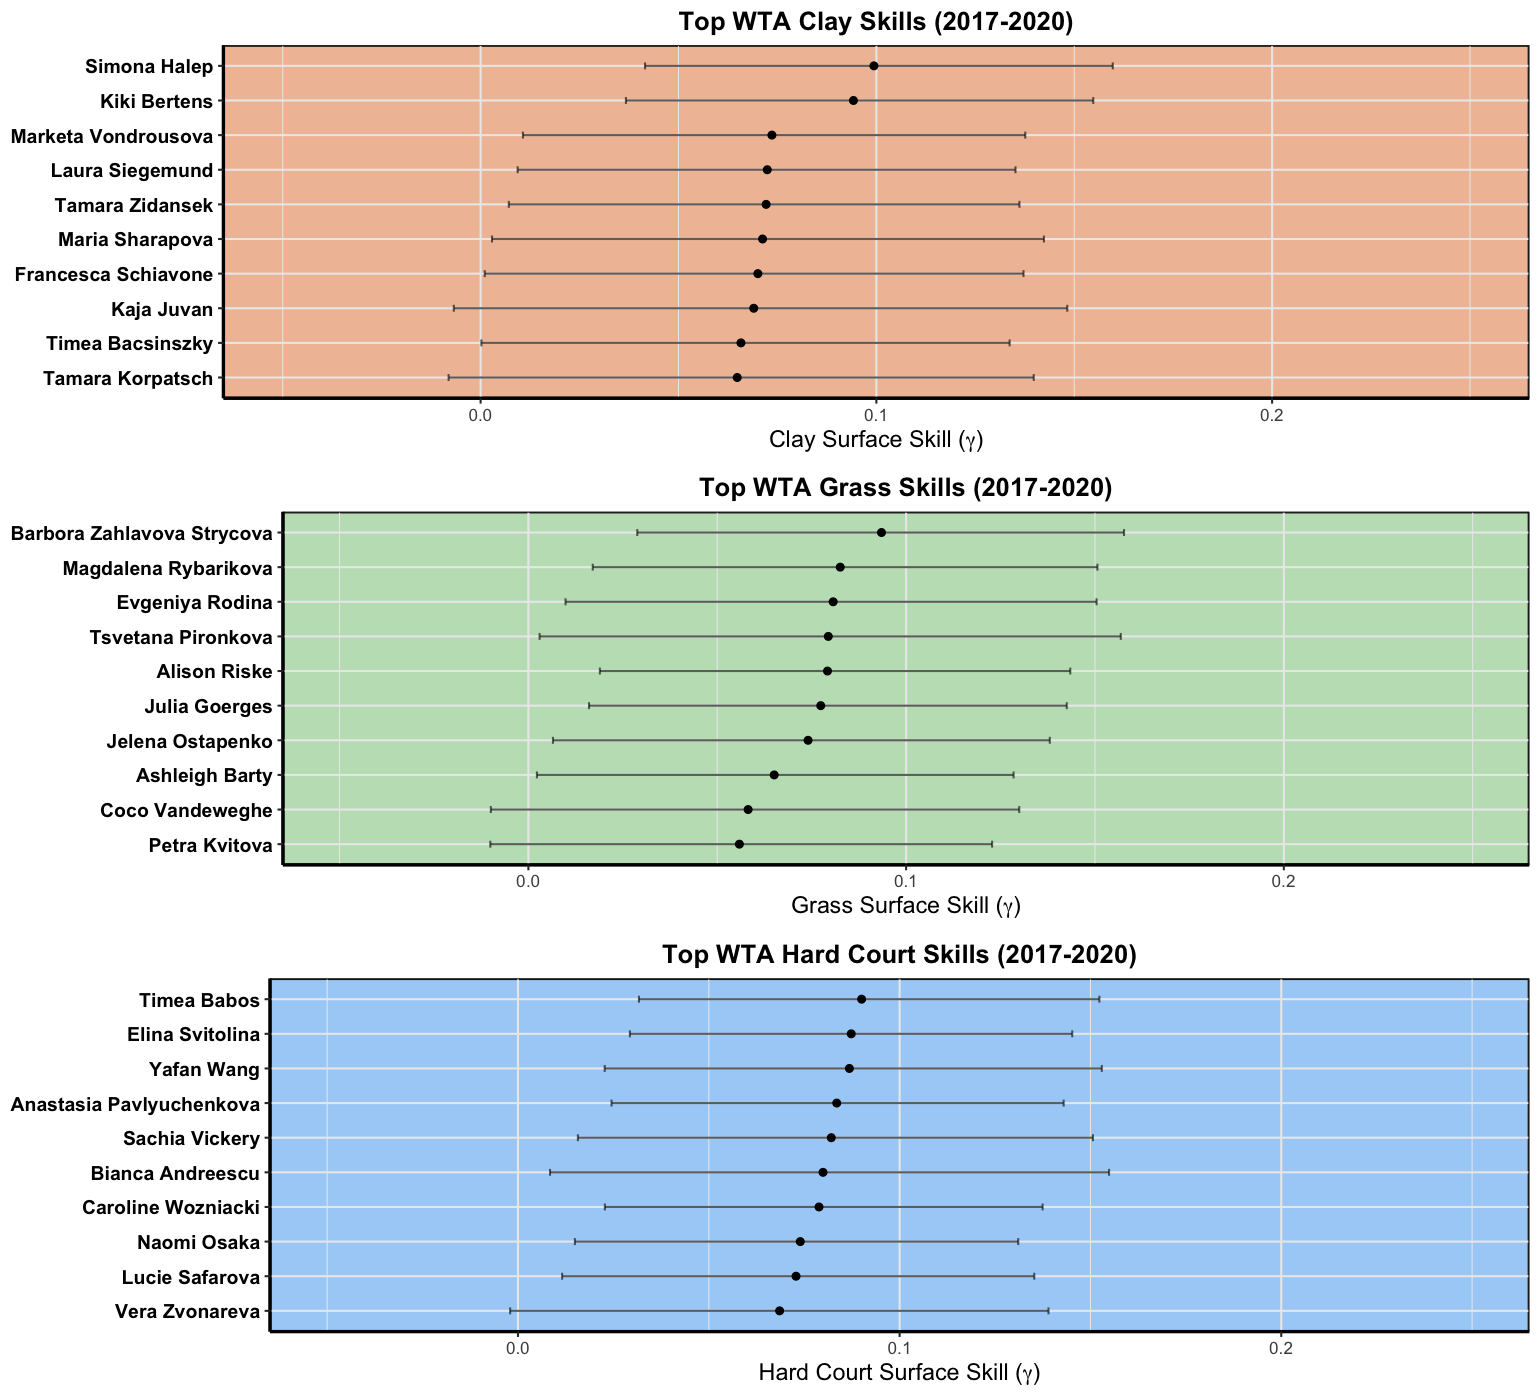 Top WTA Clay Skills (2017-2020)
Simona Halep
Kiki Bertens
Marketa Vondrousova
Laura Siegemund
Tamara Zidansek
Maria Sharapova
Francesca Schiavone
Kaja Juvan
Timea Bacsinszky
Tamara Korpatsch
0.0 0.1 0.2
Clay Surface Skill (γ)
Top WTA Grass Skills (2017-2020)
Barbora Zahlavova Strycova
Magdalena Rybarikova
Evgeniya Rodina
Tsvetana Pironkova
Alison Riske
Julia Goerges
Jelena Ostapenko
Ashleigh Barty
Coco Vandeweghe
Petra Kvitova
0.0 0.1 0.2
Grass Surface Skill (γ)
Top WTA Hard Court Skills (2017-2020)
Timea Babos
Elina Svitolina
Yafan Wang
Anastasia Pavlyuchenkova
Sachia Vickery
Bianca Andreescu
Caroline Wozniacki
Naomi Osaka
Lucie Safarova
Vera Zvonareva
0.0 0.1 0.2
Hard Court Surface Skill (γ)